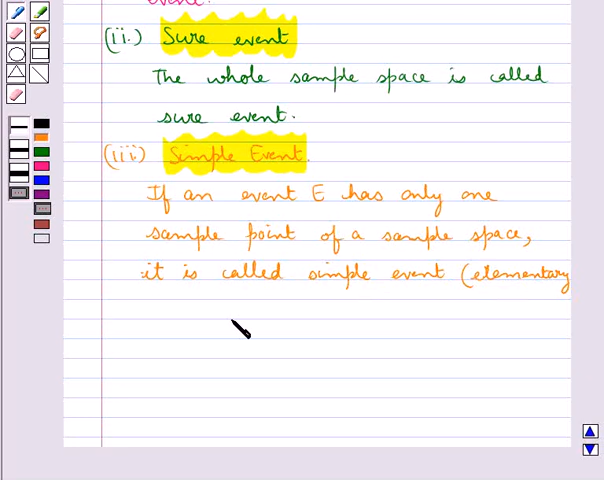 event.
(ii.) Sure event
The whole sample space is called
sure event.
(iii) Simple Event.
If an event E has only one
sample point of a sample space,
it is called simple event (elementary